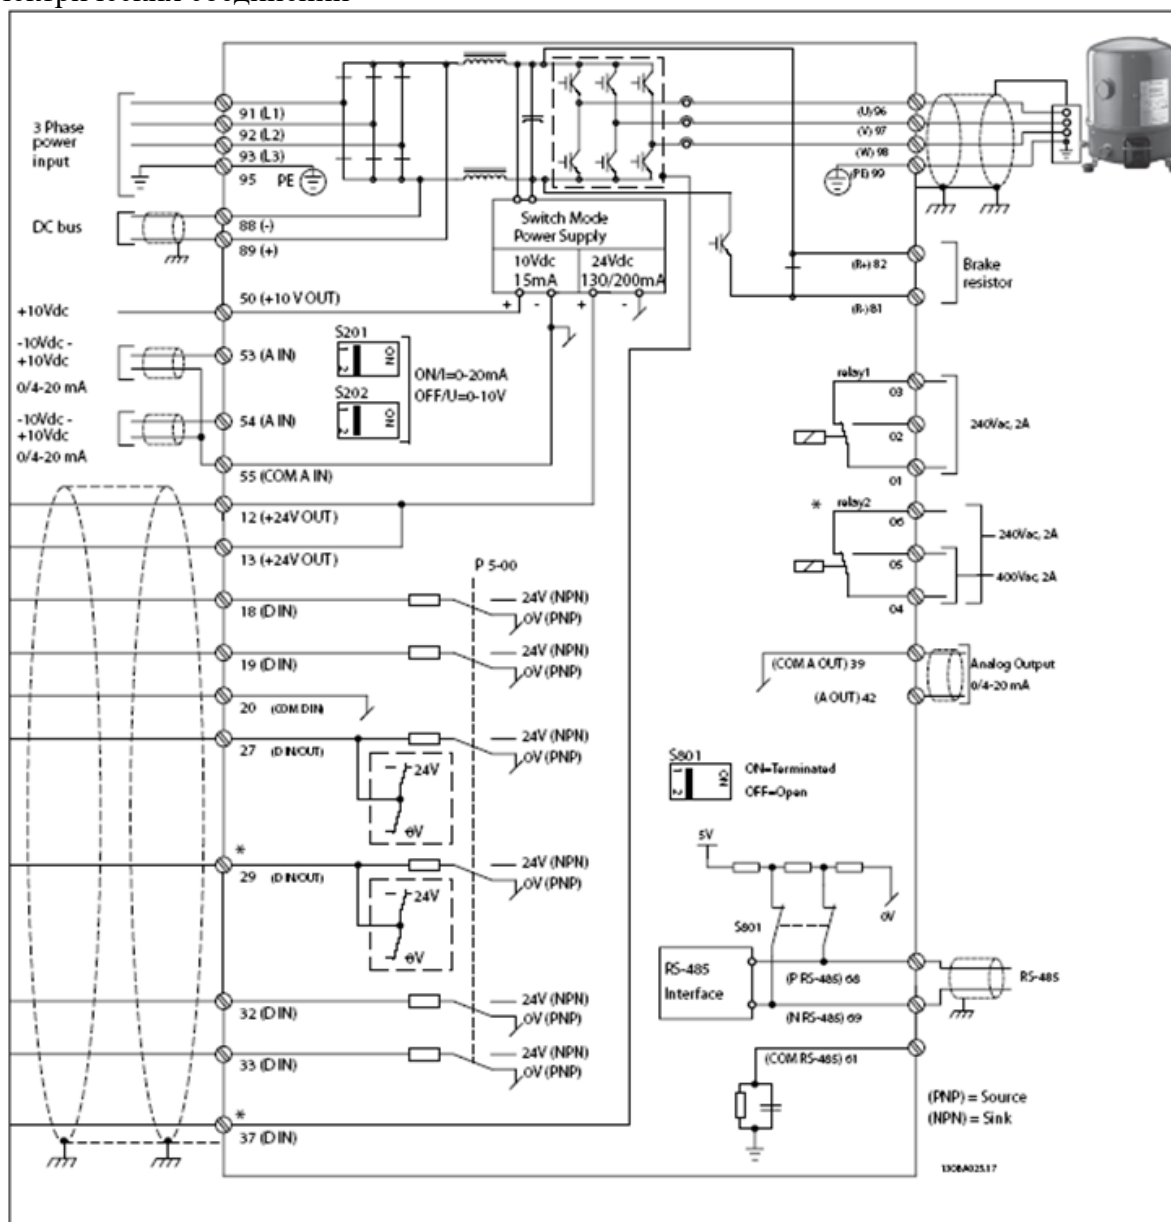 3 Phase
power
input
91 (L1)
92 (L2)
93 (L3)
95 PE
DC bus
88 (-)
89 (+)
Switch Mode
Power Supply
10Vdc
15mA
24Vdc
130/200mA
+ - + -
(U) 96
(V) 97
(W) 98
(PE) 99
(R+) 82
Brake
resistor
(R-) 81
+10Vdc
50 (+10 V OUT)
-10Vdc -
+10Vdc
0/4-20 mA
53 (A IN)
S201
1 2 ON
ON/I=0-20mA
OFF/U=0-10V
S202
1 2 ON
-10Vdc -
+10Vdc
0/4-20 mA
54 (A IN)
55 (COM A IN)
12 (+24V OUT)
13 (+24V OUT)
relay1
03
240Vac, 2A
02
01
* relay2
06
240Vac, 2A
05
400Vac, 2A
04
P 5-00
18 (D IN)
24V (NPN)
0V (PNP)
19 (D IN)
24V (NPN)
0V (PNP)
20 (COM D IN)
27 (D IN/OUT)
24V (NPN)
0V (PNP)
24V
0V
*
29 (D IN/OUT)
24V (NPN)
0V (PNP)
24V
0V
32 (D IN)
24V (NPN)
0V (PNP)
33 (D IN)
24V (NPN)
0V (PNP)
*
37 (D IN)
(COM A OUT) 39
Analog Output
0/4-20 mA
(A OUT) 42
S801
1 2 ON
ON=Terminated
OFF=Open
5V
0V
S801
RS-485
Interface
(P RS-485) 68
RS-485
(N RS-485) 69
(COM RS-485) 61
(PNP) = Source
(NPN) = Sink
130BA025.17